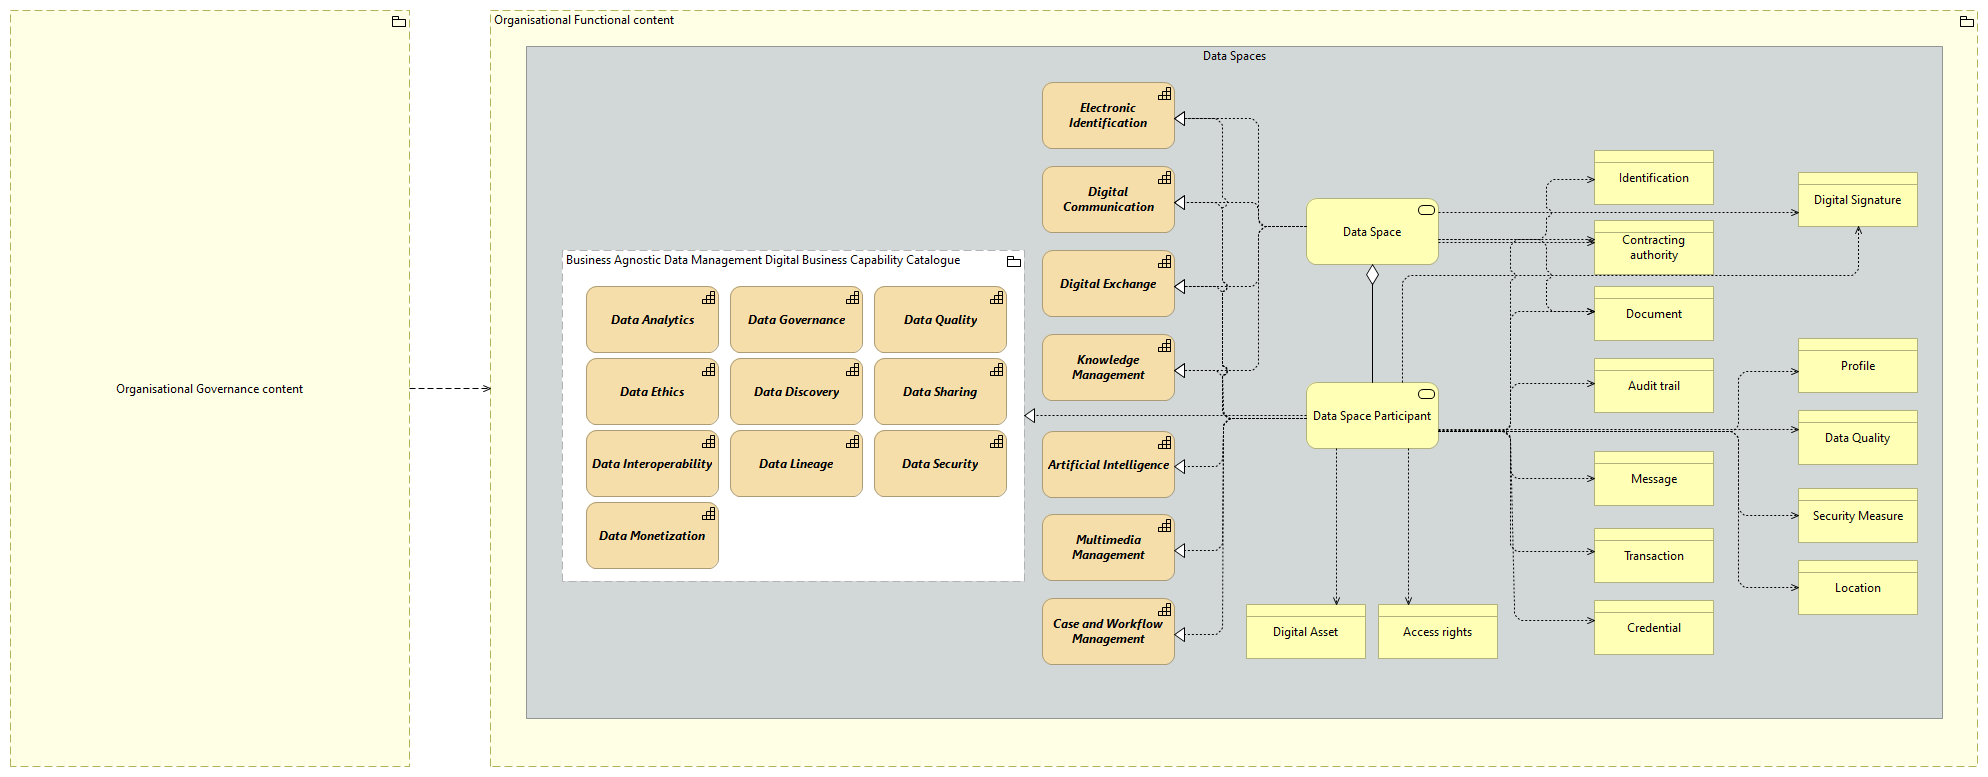 Organisational Governance content
Organisational Functional content
Data Spaces
Business Agnostic Data Management Digital Business Capability Catalogue
Data Analytics
Data Governance
Data Quality
Data Ethics
Data Discovery
Data Sharing
Data Interoperability
Data Lineage
Data Security
Data Monetization
Electronic
Identification
Digital
Communication
Digital Exchange
Knowledge
Management
Artificial Intelligence
Multimedia
Management
Case and Workflow
Management
Data Space
Data Space Participant
Digital Asset
Access rights
Identification
Contracting
authority
Document
Audit trail
Message
Transaction
Credential
Digital Signature
Profile
Data Quality
Security Measure
Location